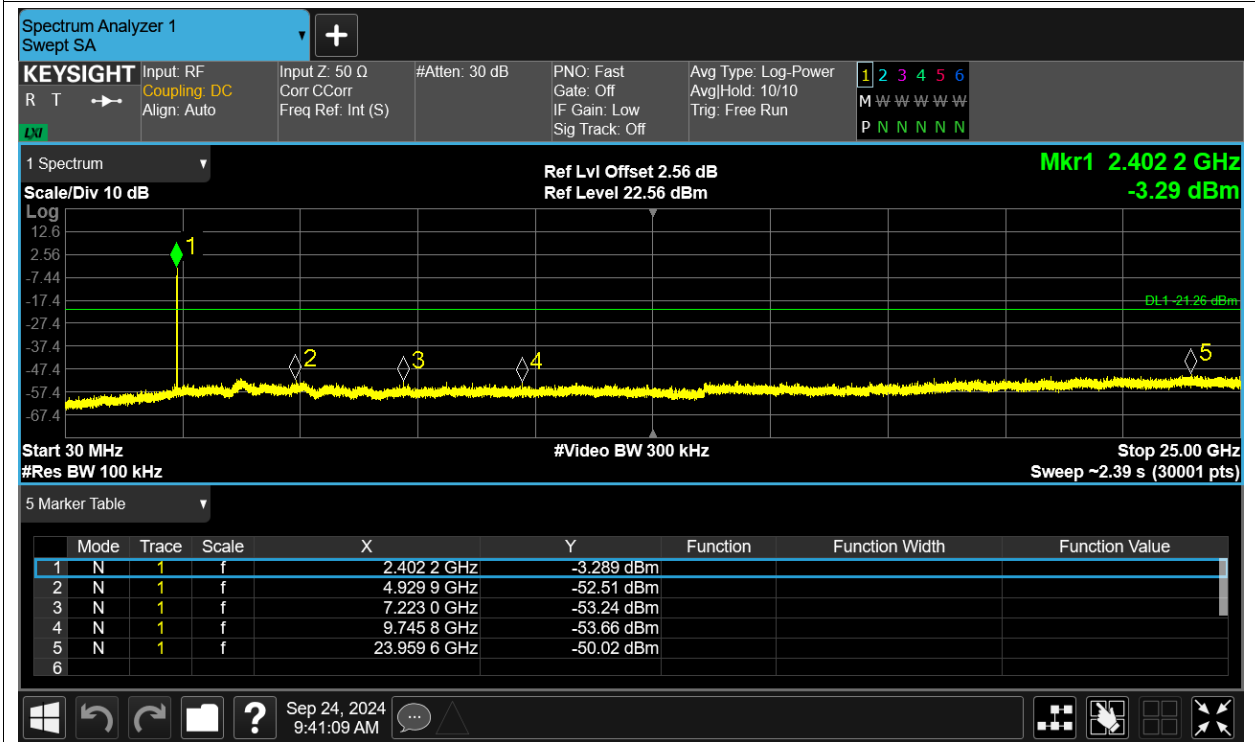 Spectrum Analyzer 1
Swept SA
+
KEYSIGHT Input: RF Input Z: 50 Ω #Atten: 30 dB PNO: Fast Avg Type: Log-Power 1 2 3 4 5 6
R T Coupling: DC Corr CCorr Gate: Off Avg|Hold: 10/10 M W W W W W
Align: Auto Freq Ref: Int (S) IF Gain: Low Trig: Free Run
LXI Sig Track: Off P N N N N N
1 Spectrum Ref Lvl Offset 2.56 dB Mkr1 2.402 2 GHz
Scale/Div 10 dB Ref Level 22.56 dBm -3.29 dBm
Log
12.6
2.56 1
-7.44
-17.4 DL1 -21.26 dBm
-27.4
-37.4 2 3 4 5
-47.4
-57.4
-67.4
Start 30 MHz #Video BW 300 kHz Stop 25.00 GHz
#Res BW 100 kHz Sweep ~2.39 s (30001 pts)
5 Marker Table
Mode Trace Scale X Y Function Function Width Function Value
1 N 1 f 2.402 2 GHz -3.289 dBm
2 N 1 f 4.929 9 GHz -52.51 dBm
3 N 1 f 7.223 0 GHz -53.24 dBm
4 N 1 f 9.745 8 GHz -53.66 dBm
5 N 1 f 23.959 6 GHz -50.02 dBm
6
? Sep 24, 2024
9:41:09 AM